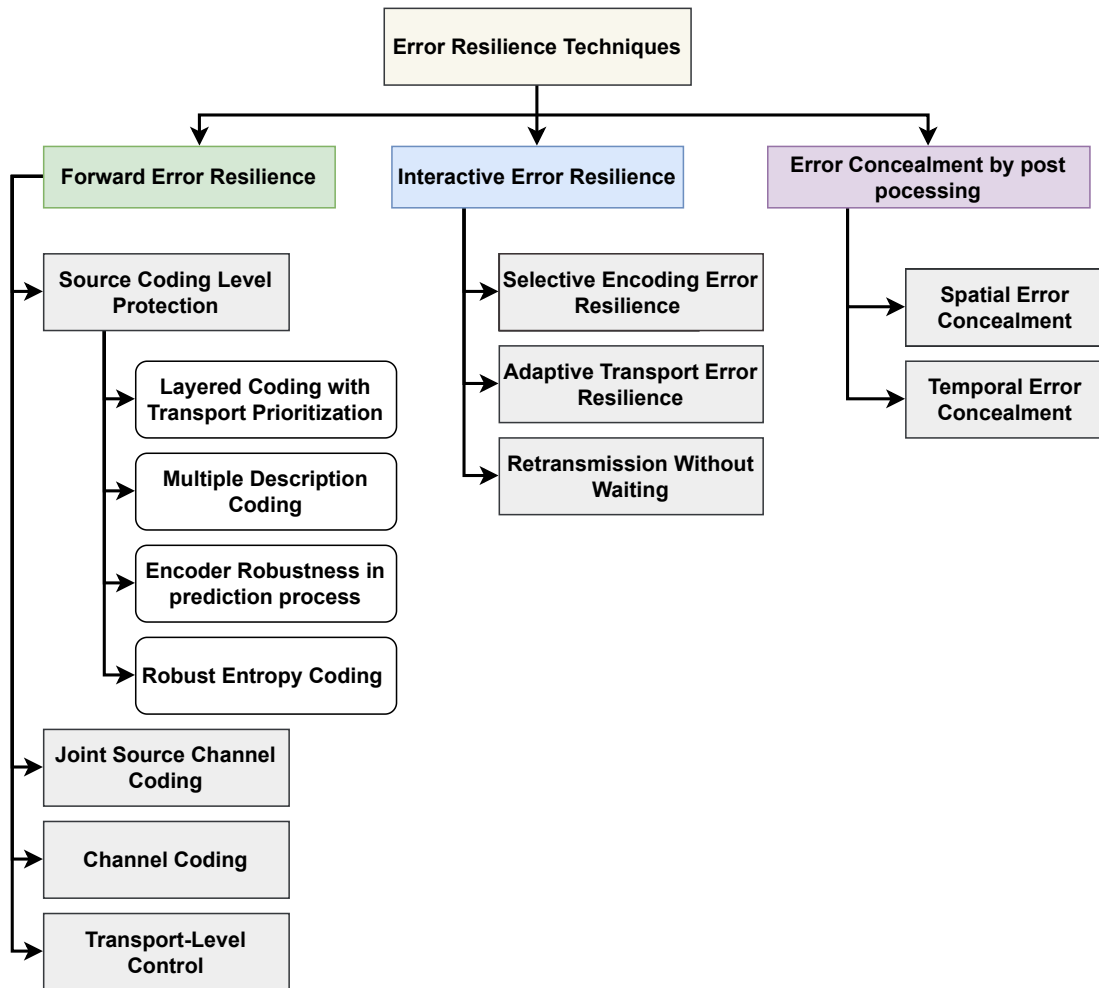 Error Resilience Techniques
Forward Error Resilience
Interactive Error Resilience
Error Concealment by post
pocessing
Source Coding Level
Protection
Layered Coding with
Transport Prioritization
Multiple Description
Coding
Encoder Robustness in
prediction process
Robust Entropy Coding
Joint Source Channel
Coding
Channel Coding
Transport-Level
Control
Selective Encoding Error
Resilience
Adaptive Transport Error
Resilience
Retransmission Without
Waiting
Spatial Error
Concealment
Temporal Error
Concealment